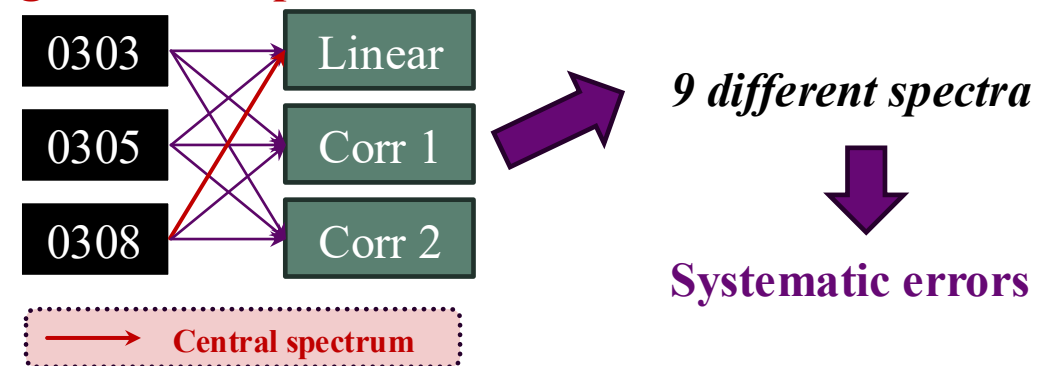 0303
Linear
0305
Corr 1
0308
Corr 2
Central spectrum
9 different spectra
Systematic errors